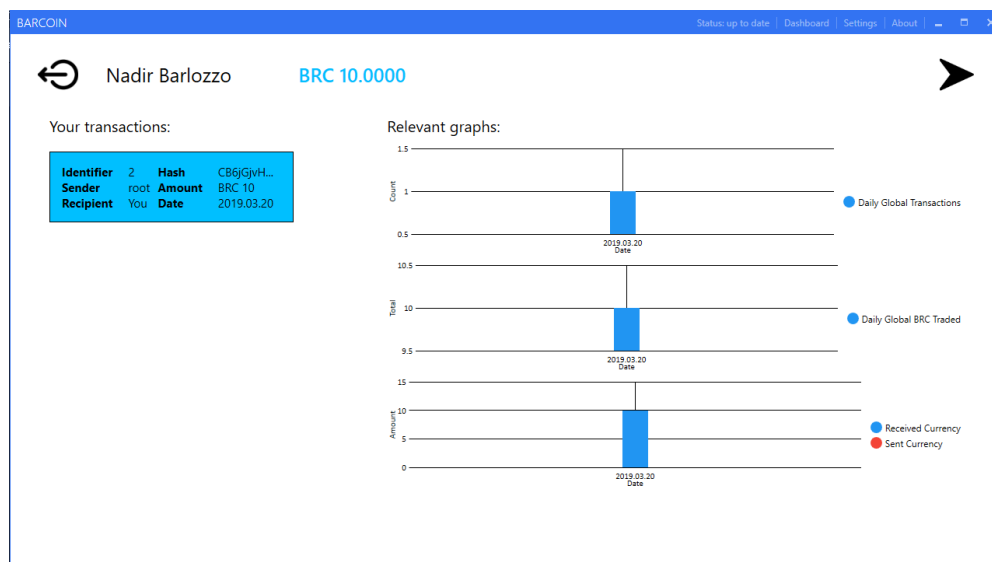 BARCOIN
Status: up to date | Dashboard | Settings | About
Nadir Barlozzo BRC 10.0000
Your transactions:
Identifier 2 Hash CB6jGjvH...
Sender root Amount BRC 10
Recipient You Date 2019.03.20
Relevant graphs:
1.5
1
0.5
Count
2019.03.20
Date
Daily Global Transactions
10.5
10
9.5
Total
2019.03.20
Date
Daily Global BRC Traded
15
10
5
0
Amount
2019.03.20
Date
Received Currency
Sent Currency